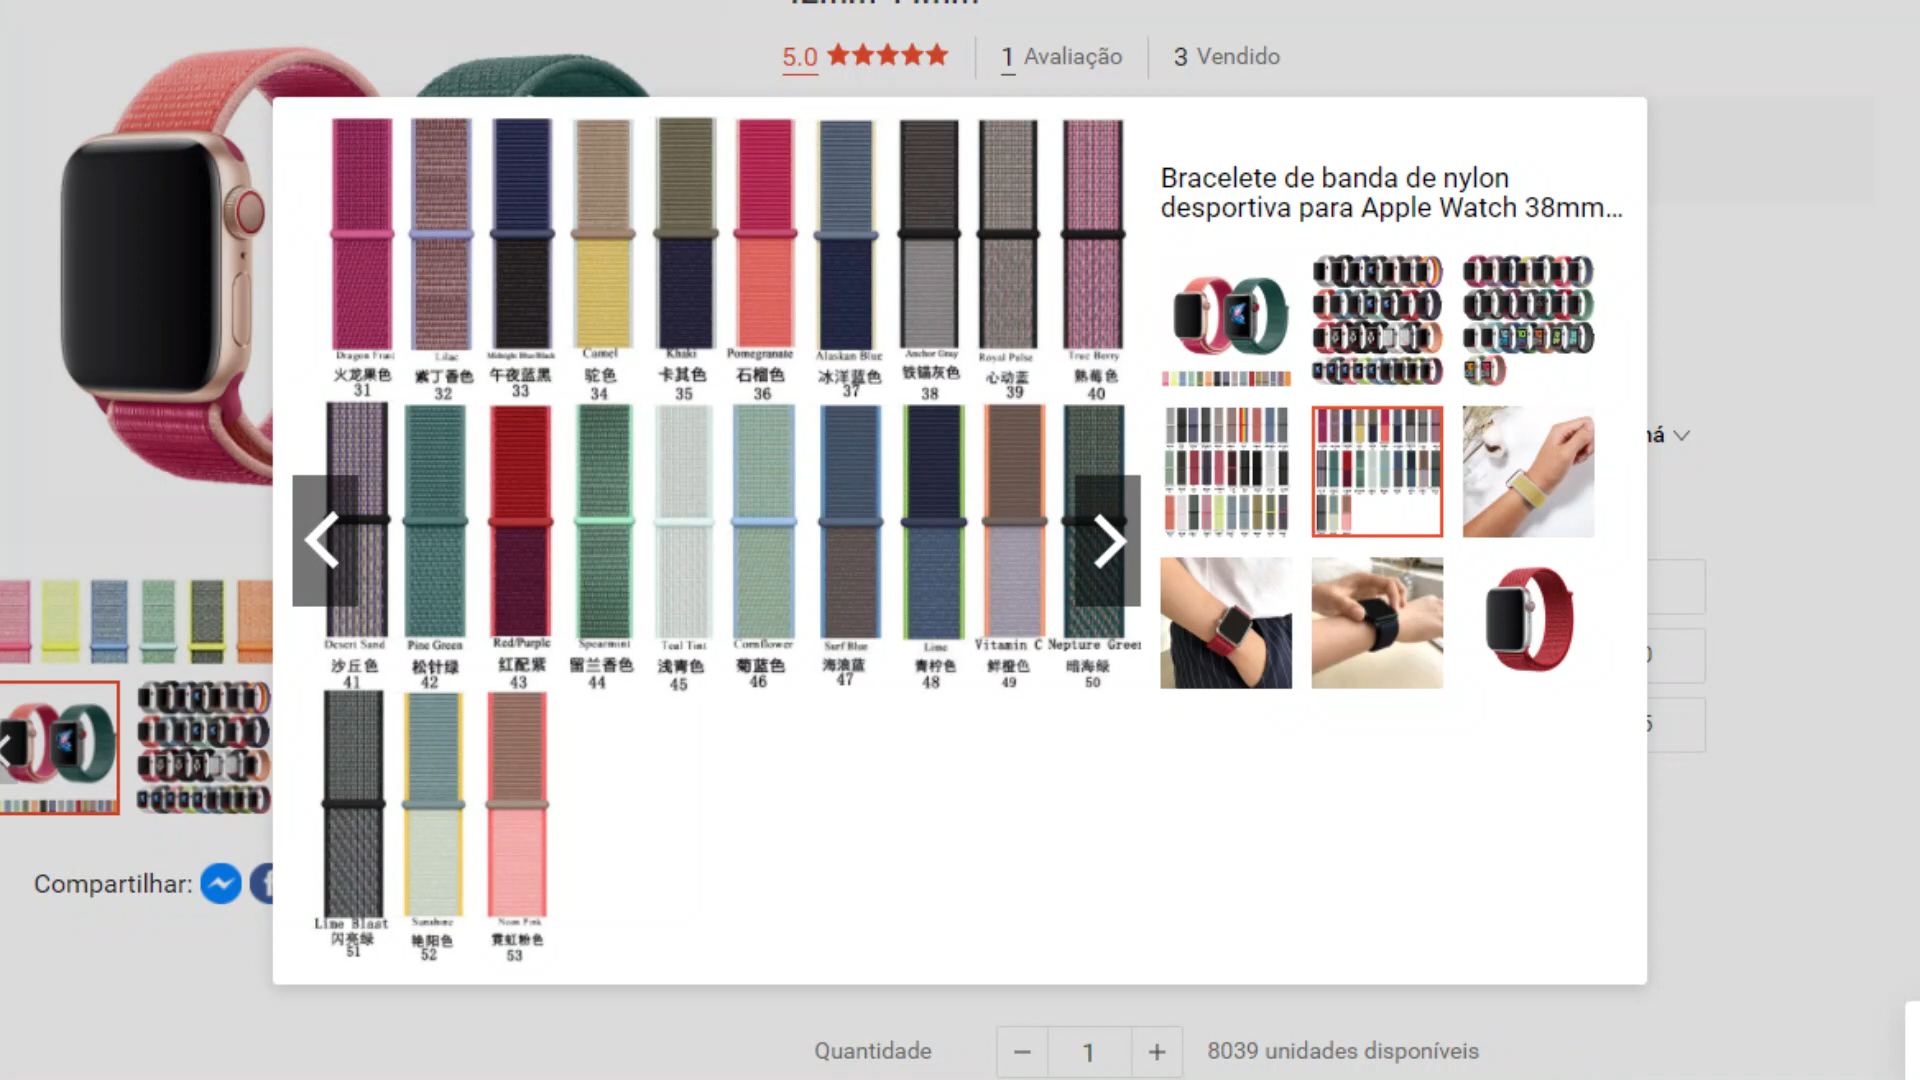 5.0
1 Avaliação
3 Vendido
Bracelete de banda de nylon
desportiva para Apple Watch 38mm...
Lilac
Midnight Blue/Black
Camel
Khaki
Pomegranate
Alaskan Blue
Anchor Gray
Royal Pulse
True Berry
火龙果色
紫丁香色
午夜蓝黑
驼色
卡其色
石榴色
冰洋蓝色
铁锚灰色
心动蓝
熟莓色
31
32
33
34
35
36
37
38
39
40
Desert Sand
Pine Green
Red/Purple
Spearmint
Teal Tint
Cornflower
Surf Blue
Lime
Vitamin C
Nepture Green
沙丘色
松针绿
红配紫
留兰香色
浅青色
菊蓝色
海浪蓝
青柠色
鲜橙色
暗海绿
41
42
43
44
45
46
47
48
49
50
Lime Blast
Sunshine
Neon Pink
闪亮绿
艳阳色
霓虹粉色
51
52
53
Compartilhar:
Quantidade
1
8039 unidades disponíveis